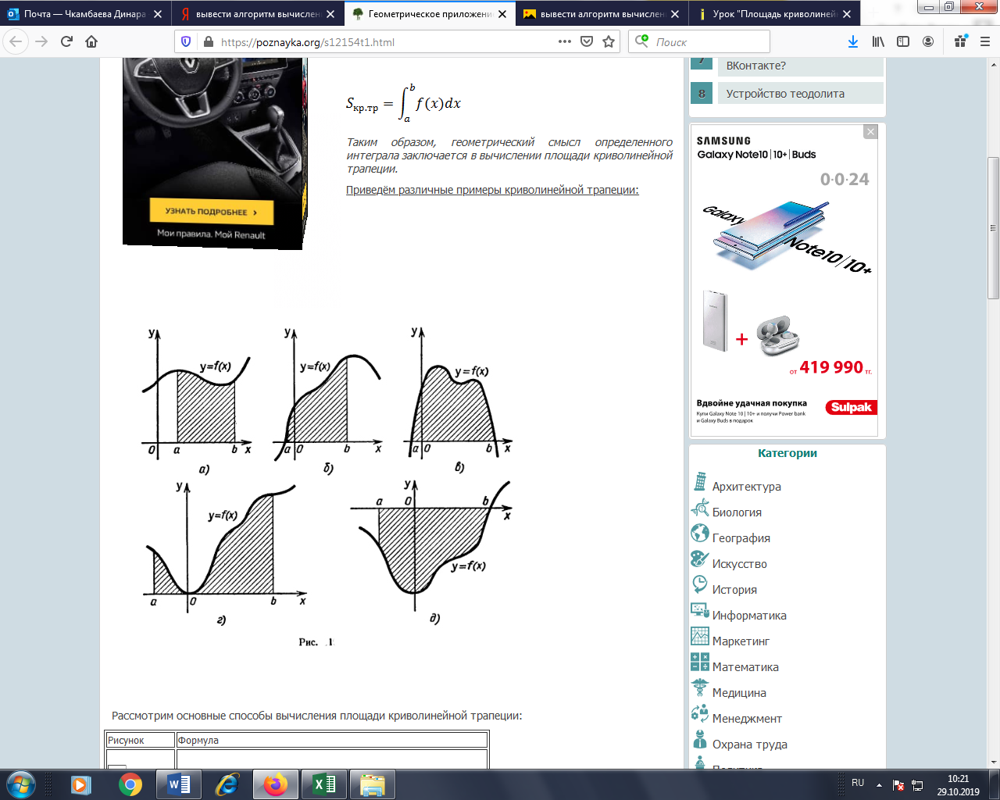 Почта — Чкамбаева Динара
вывести алгоритм вычислен
Геометрическое приложени
вывести алгоритм вычислен
Урок "Площадь криволиней
https://poznayka.org/s12154t1.html
Поиск
УЗНАТЬ ПОДРОБНЕЕ
Мои правила. Мой Renault
Sкр.тр = ∫ₐᵇ f(x)dx
Таким образом, геометрический смысл определенного
интеграла заключается в вычислении площади криволинейной
трапеции.
Приведём различные примеры криволинейной трапеции:
y y=f(x) 0 a b x
а)
y y=f(x) a 0 b x
б)
y y=f(x) a 0 b x
в)
y y=f(x) a 0 b x
г)
y a 0 b x y=f(x)
д)
Рис. 1
Рассмотрим основные способы вычисления площади криволинейной трапеции:
Рисунок Формула
7 ВКонтакте?
8 Устройство теодолита
SAMSUNG
Galaxy Note10 | 10+ | Buds
0·0·24
Galaxy
Note10 | 10+
+
от 419 990 тг.
Вдвойне удачная покупка
Купи Galaxy Note 10 | 10+ и получи Power bank
и Galaxy Buds в подарок
Sulpak
Категории
Архитектура
Биология
География
Искусство
История
Информатика
Маркетинг
Математика
Медицина
Менеджмент
Охрана труда
Политика
RU
10:21
29.10.2019